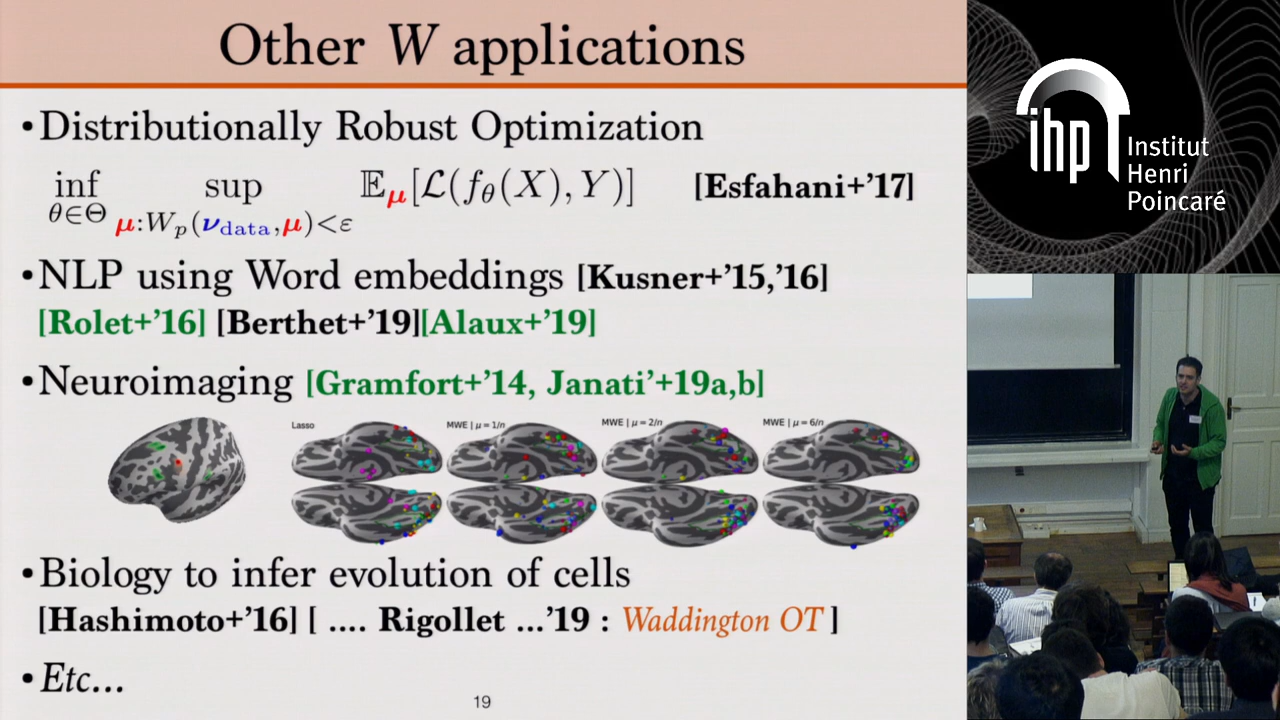 Other W applications
• Distributionally Robust Optimization
inf sup 𝔼_μ[ℒ(f_θ(X), Y)] [Esfahani+'17]
θ∈Θ μ:W_p(ν_data,μ)<ε
• NLP using Word embeddings [Kusner+'15,'16]
[Rolet+'16] [Berthet+'19][Alaux+'19]
• Neuroimaging [Gramfort+'14, Janati'+19a,b]
Lasso MWE | μ = 1/n MWE | μ = 2/n MWE | μ = 6/n
• Biology to infer evolution of cells
[Hashimoto+'16] [ .... Rigollet ...'19 : Waddington OT ]
• Etc...
19
ihp Institut
Henri
Poincaré